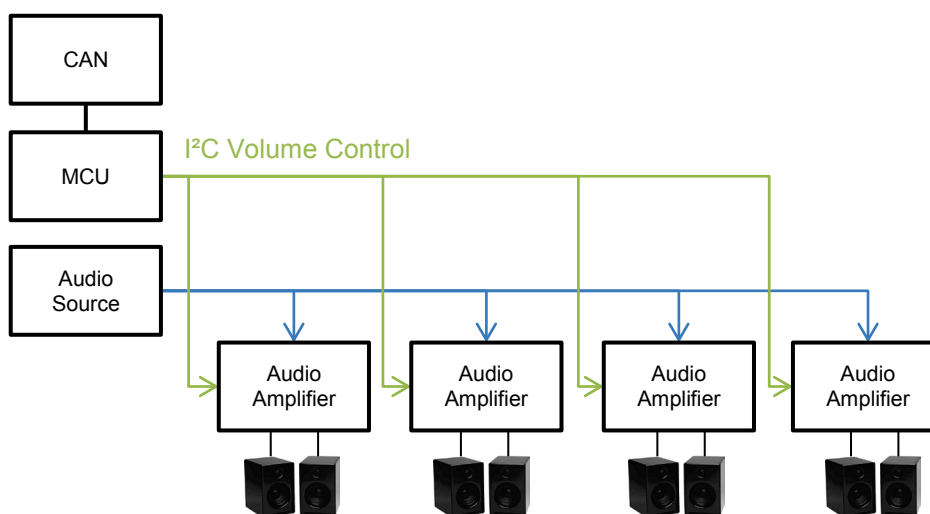 CAN
MCU
I²C Volume Control
Audio
Source
Audio
Amplifier
Audio
Amplifier
Audio
Amplifier
Audio
Amplifier